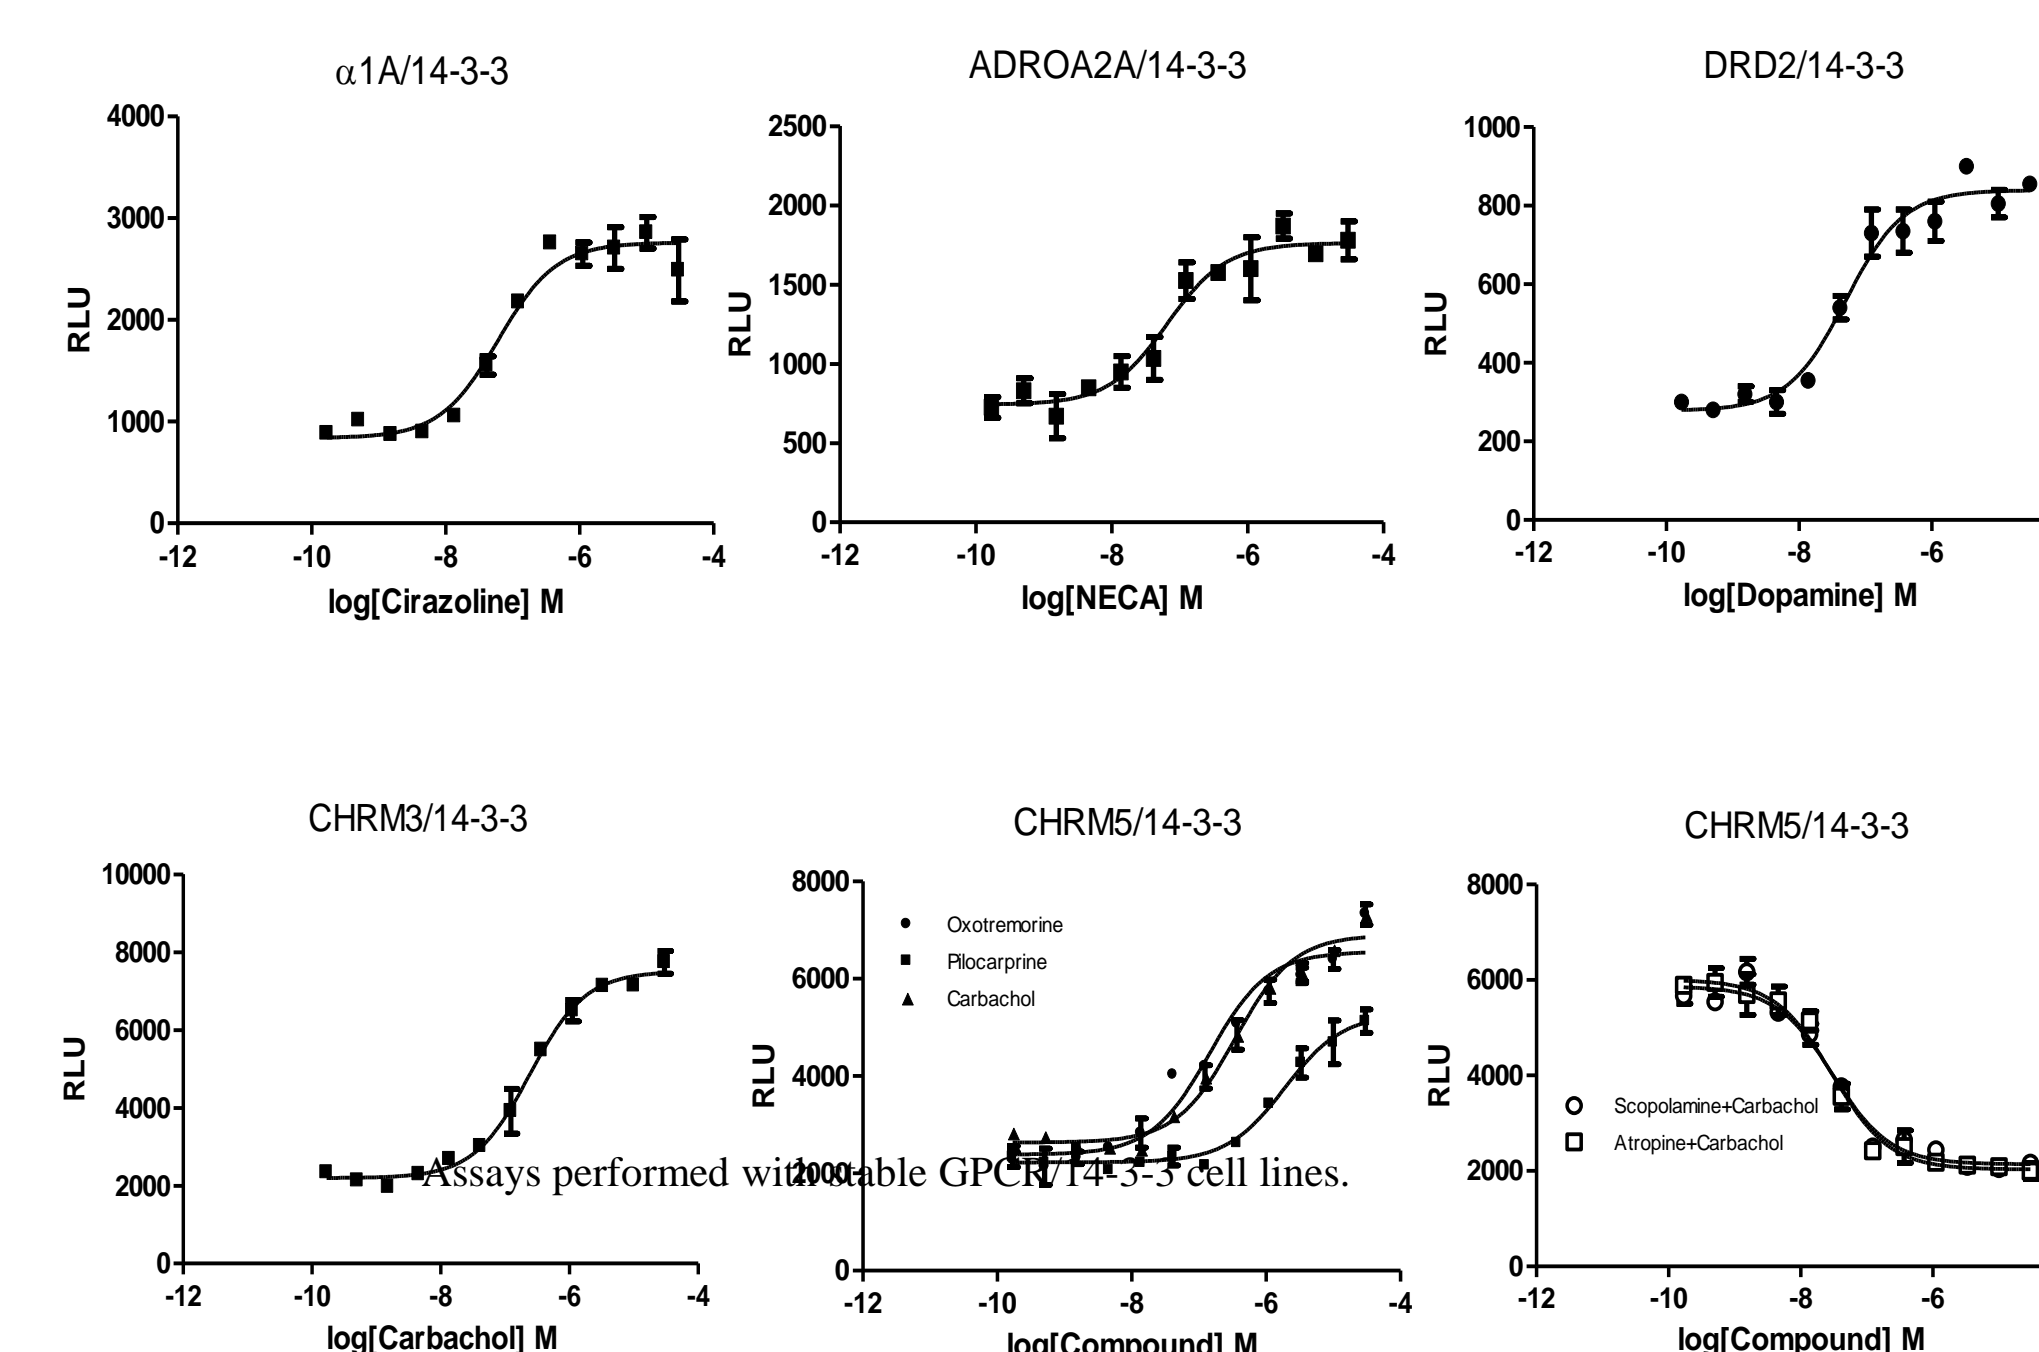 α1A/14-3-3
4000
3000
2000
1000
0
RLU
-12 -10 -8 -6 -4
log[Cirazoline] M
ADROA2A/14-3-3
2500
2000
1500
1000
500
0
RLU
-12 -10 -8 -6 -4
log[NECA] M
DRD2/14-3-3
1000
800
600
400
200
0
RLU
-12 -10 -8 -6
log[Dopamine] M
CHRM3/14-3-3
10000
8000
6000
4000
2000
0
RLU
-12 -10 -8 -6 -4
log[Carbachol] M
CHRM5/14-3-3
8000
6000
4000
2000
0
RLU
Oxotremorine
Pilocarprine
Carbachol
-12 -10 -8 -6 -4
log[Compound] M
CHRM5/14-3-3
8000
6000
4000
2000
0
RLU
Scopolamine+Carbachol
Atropine+Carbachol
-12 -10 -8 -6
log[Compound] M
Assays performed with stable GPCR/14-3-3 cell lines.